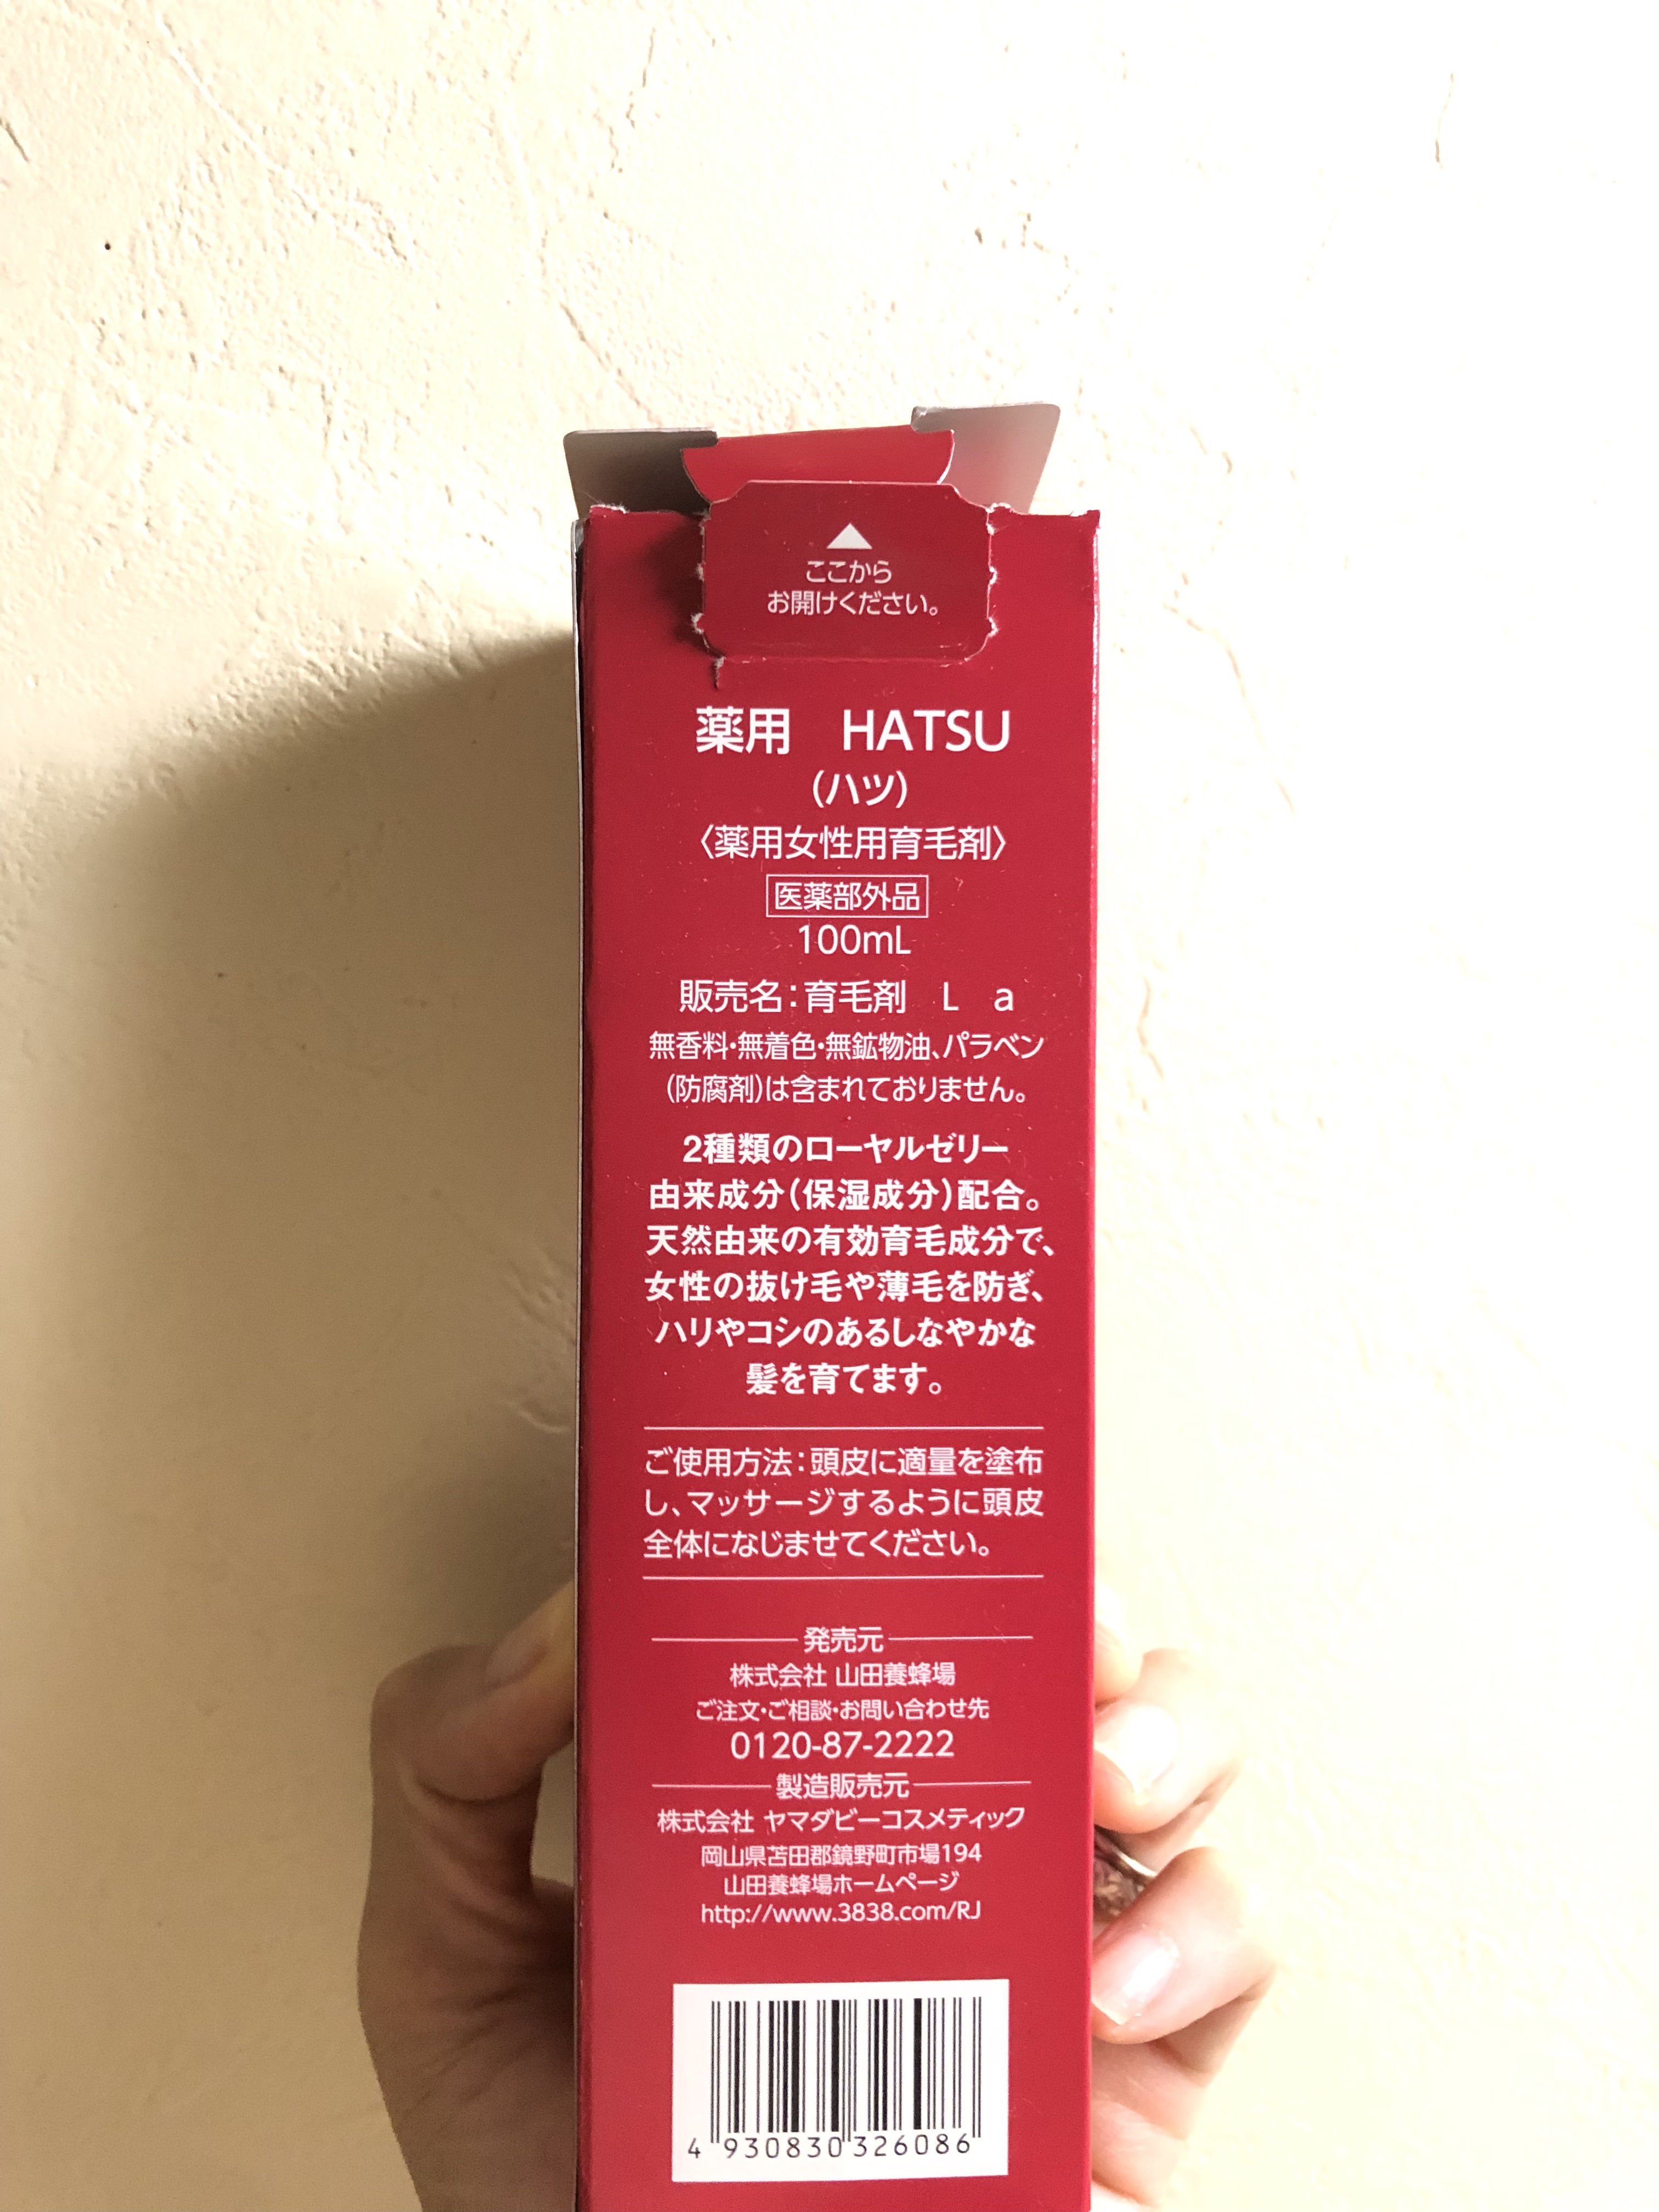 ここから
お開けください。
薬用　HATSU
(ハツ)
〈薬用女性用育毛剤〉
医薬部外品
100mL
販売名：育毛剤　L　a
無香料・無着色・無鉱物油、パラベン
(防腐剤)は含まれておりません。
2種類のローヤルゼリー
由来成分(保湿成分)配合。
天然由来の有効育毛成分で、
女性の抜け毛や薄毛を防ぎ、
ハリやコシのあるしなやかな
髪を育てます。
ご使用方法：頭皮に適量を塗布
し、マッサージするように頭皮
全体になじませてください。
発売元
株式会社 山田養蜂場
ご注文・ご相談・お問い合わせ先
0120-87-2222
製造販売元
株式会社 ヤマダビーコスメティック
岡山県苫田郡鏡野町市場194
山田養蜂場ホームページ
http://www.3838.com/RJ
4 930830 326086